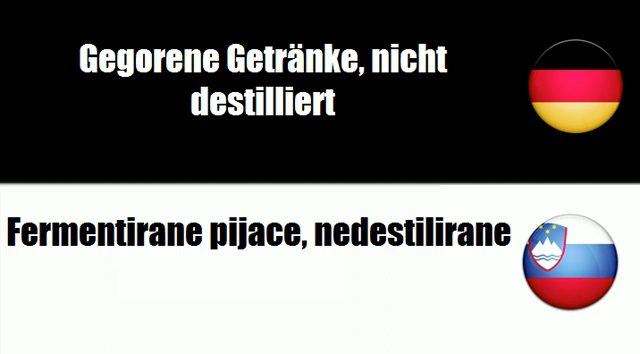 Gegorene Getränke, nicht
destilliert
Fermentirane pijace, nedestilirane